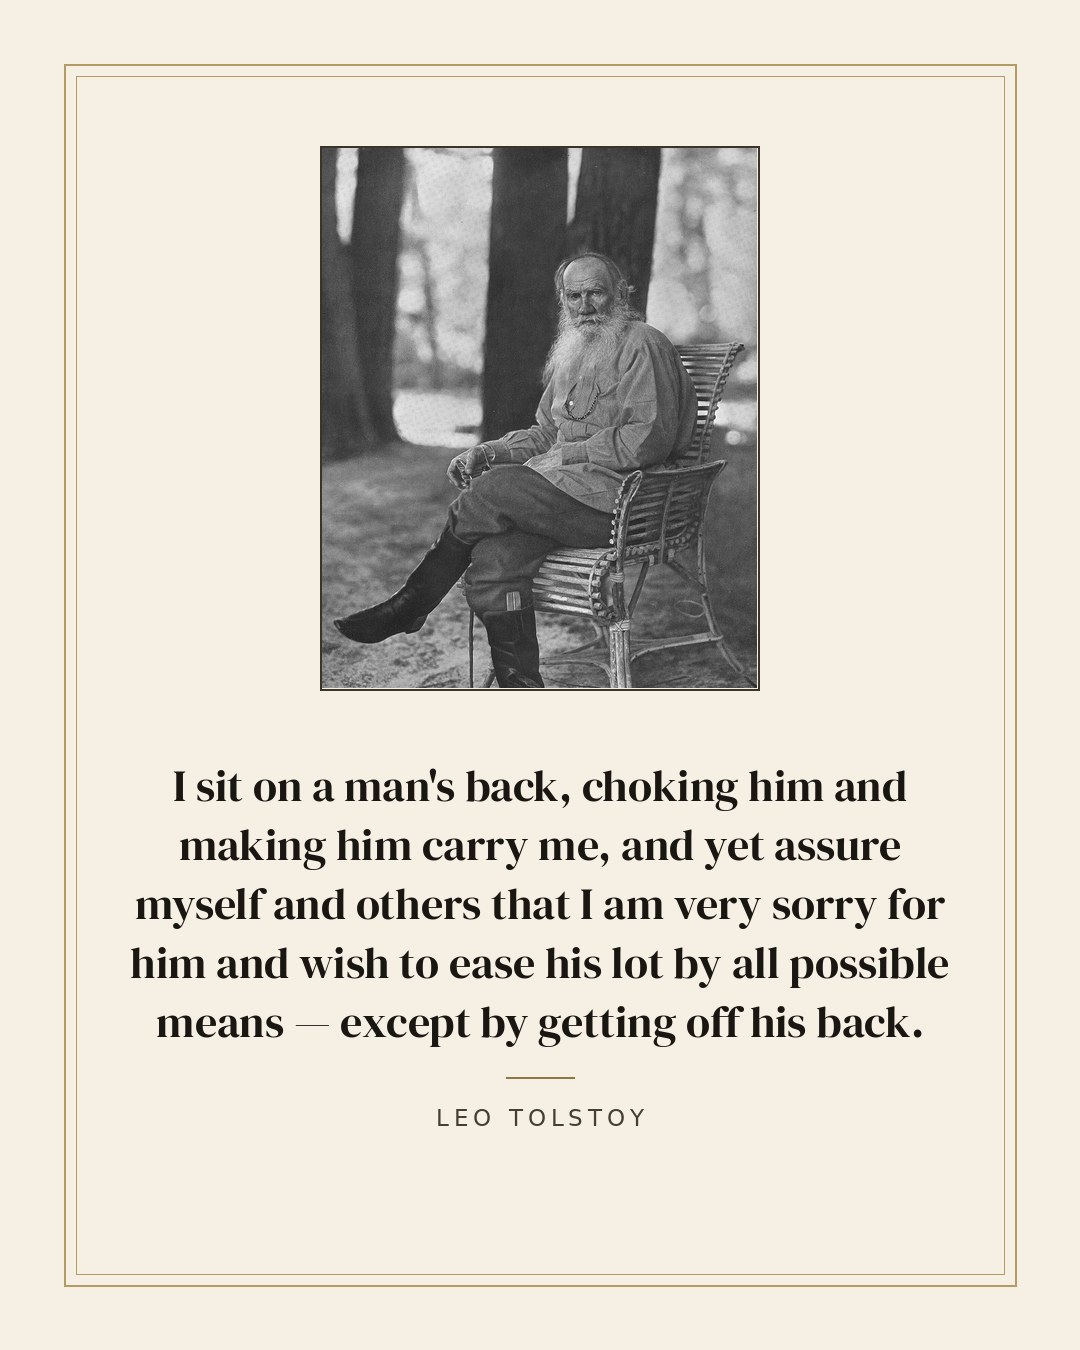 I sit on a man's back, choking him and
making him carry me, and yet assure
myself and others that I am very sorry for
him and wish to ease his lot by all possible
means — except by getting off his back.
LEO TOLSTOY